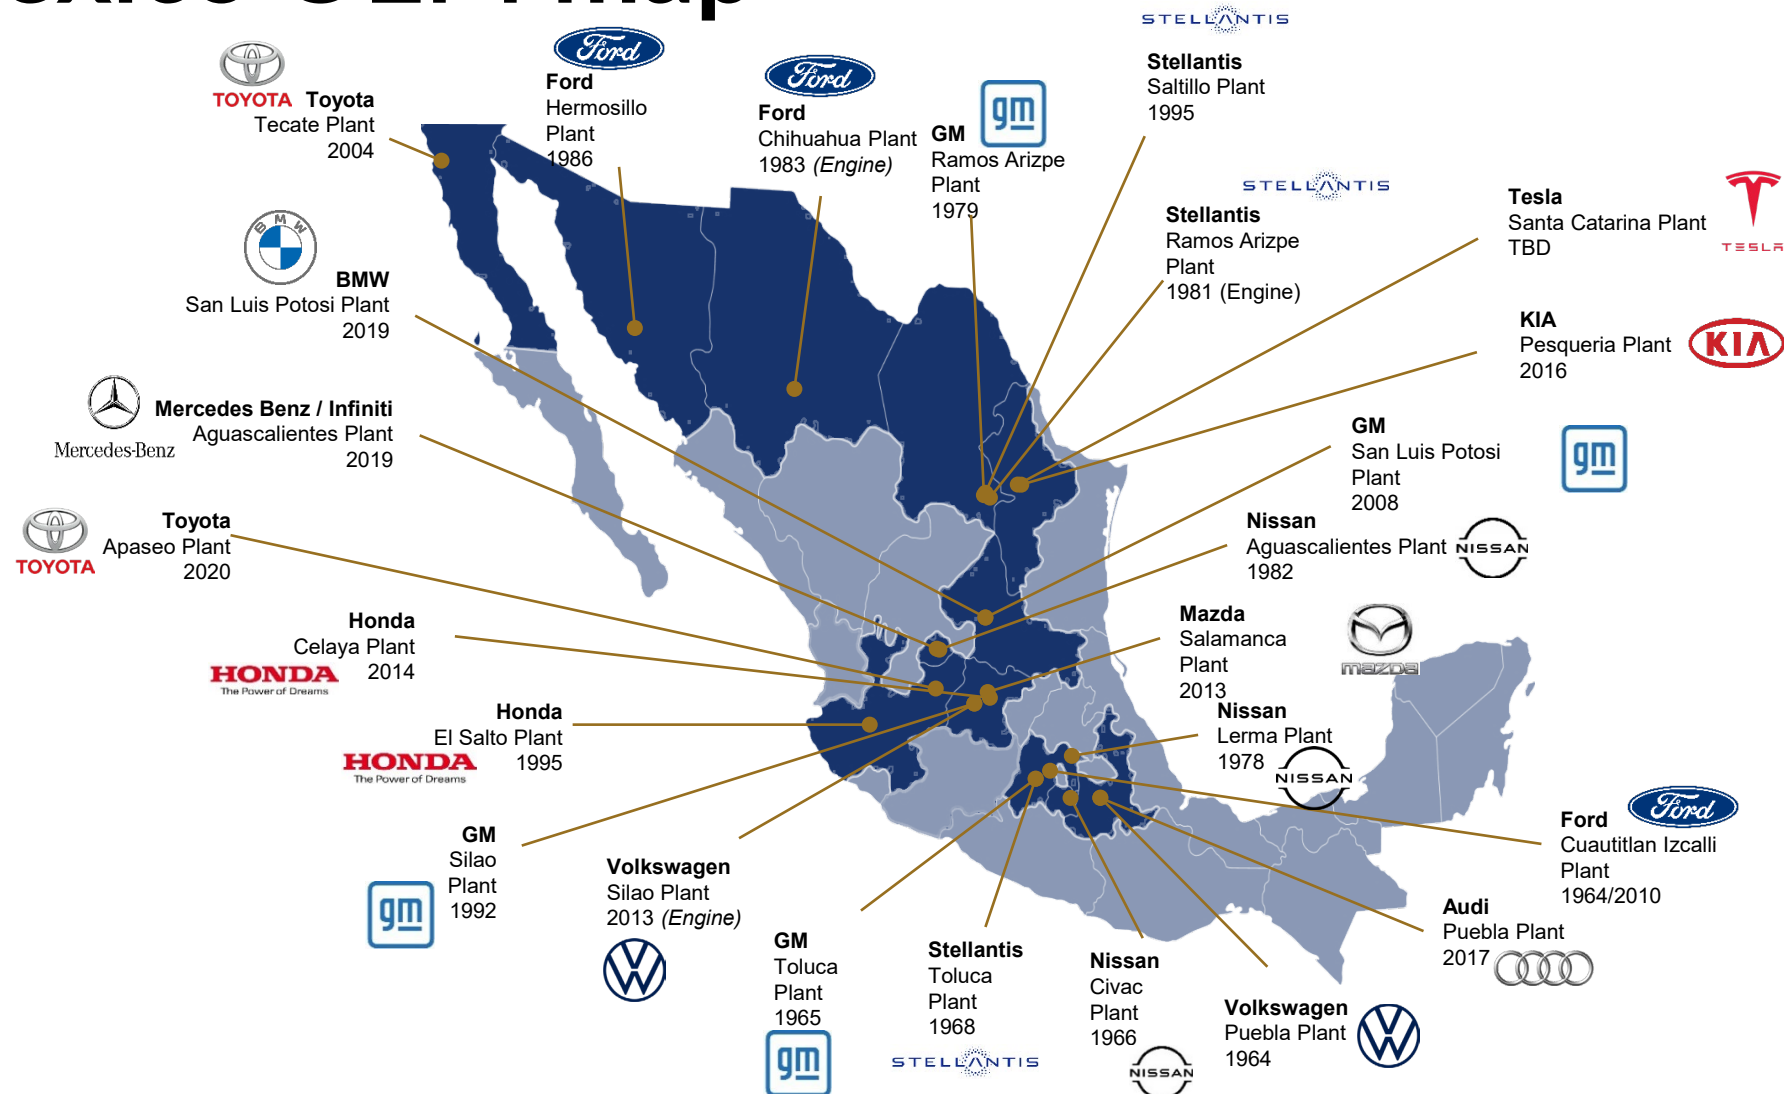 STELLANTIS
Stellantis
Saltillo Plant
1995
Ford
Ford
Hermosillo
Plant
1986
Ford
Ford
Chihuahua Plant
1983 (Engine)
gm
GM
Ramos Arizpe
Plant
1979
TOYOTA
Toyota
Tecate Plant
2004
STELLANTIS
Stellantis
Ramos Arizpe
Plant
1981 (Engine)
Tesla
Santa Catarina Plant
TBD
TESLA
BMW
BMW
San Luis Potosi Plant
2019
KIA
Pesqueria Plant
2016
KIA
Mercedes-Benz
Mercedes Benz / Infiniti
Aguascalientes Plant
2019
GM
San Luis Potosi
Plant
2008
gm
TOYOTA
Toyota
Apaseo Plant
2020
Nissan
Aguascalientes Plant
1982
NISSAN
Honda
Celaya Plant
2014
HONDA
The Power of Dreams
Mazda
Salamanca
Plant
2013
mazda
Honda
El Salto Plant
1995
HONDA
The Power of Dreams
Nissan
Lerma Plant
1978
NISSAN
GM
Silao
Plant
1992
gm
Volkswagen
Silao Plant
2013 (Engine)
Ford
Cuautitlan Izcalli
Plant
1964/2010
Ford
GM
Toluca
Plant
1965
gm
Stellantis
Toluca
Plant
1968
STELLANTIS
Nissan
Civac
Plant
1966
NISSAN
Audi
Puebla Plant
2017
Volkswagen
Puebla Plant
1964